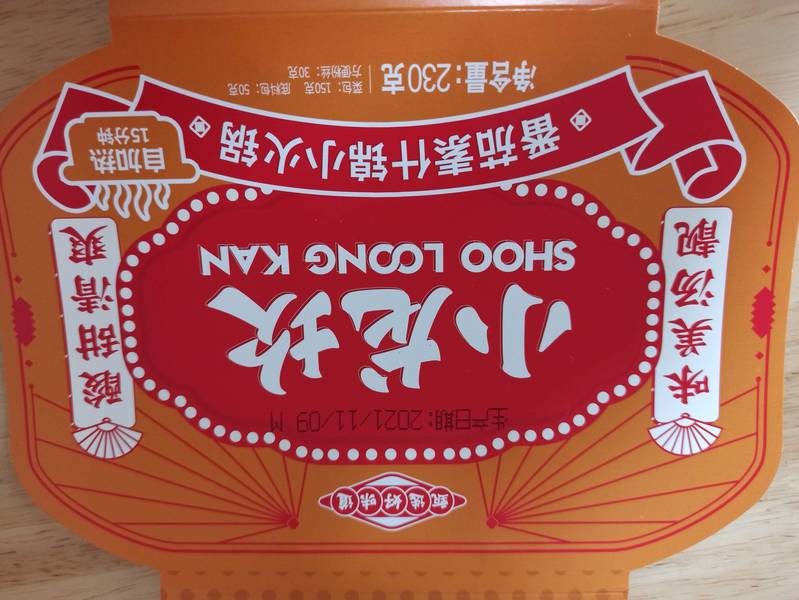 甄选好味道
生产日期: 2021/11/09 M
小龙坎
SHOO LOONG KAN
味美汤靓
酸甜清爽
番茄素什锦小火锅
自加热
15分钟
净含量:230克
菜包: 150克 底料包: 50克
方便粉丝: 30克